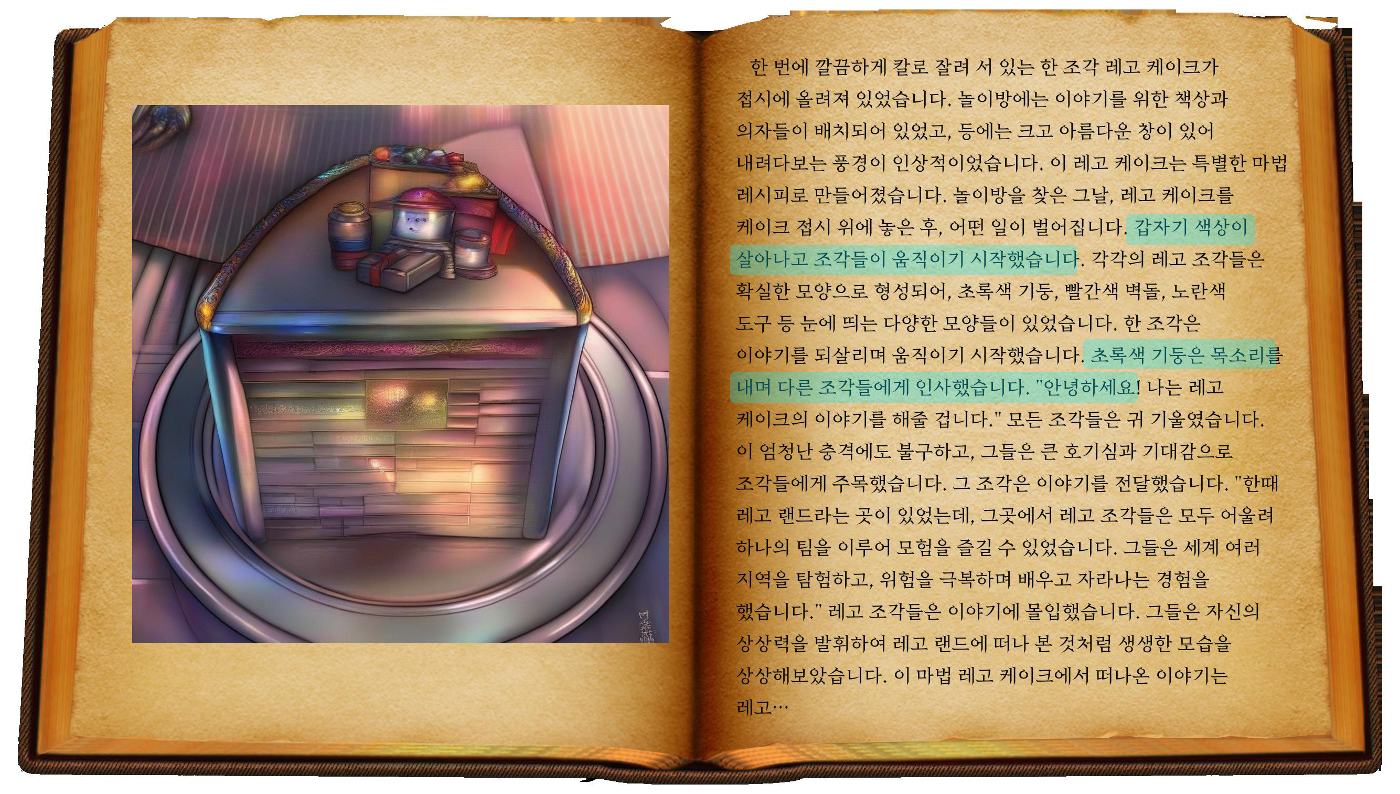 한 번에 깔끔하게 칼로 잘려 서 있는 한 조각 레고 케이크가
접시에 올려져 있었습니다. 놀이방에는 이야기를 위한 책상과
의자들이 배치되어 있었고, 등에는 크고 아름다운 창이 있어
내려다보는 풍경이 인상적이었습니다. 이 레고 케이크는 특별한 마법
레시피로 만들어졌습니다. 놀이방을 찾은 그날, 레고 케이크를
케이크 접시 위에 놓은 후, 어떤 일이 벌어집니다. 갑자기 색상이
살아나고 조각들이 움직이기 시작했습니다. 각각의 레고 조각들은
확실한 모양으로 형성되어, 초록색 기둥, 빨간색 벽돌, 노란색
도구 등 눈에 띄는 다양한 모양들이 있었습니다. 한 조각은
이야기를 되살리며 움직이기 시작했습니다. 초록색 기둥은 목소리를
내며 다른 조각들에게 인사했습니다. "안녕하세요! 나는 레고
케이크의 이야기를 해줄 겁니다." 모든 조각들은 귀 기울였습니다.
이 엄청난 충격에도 불구하고, 그들은 큰 호기심과 기대감으로
조각들에게 주목했습니다. 그 조각은 이야기를 전달했습니다. "한때
레고 랜드라는 곳이 있었는데, 그곳에서 레고 조각들은 모두 어울려
하나의 팀을 이루어 모험을 즐길 수 있었습니다. 그들은 세계 여러
지역을 탐험하고, 위험을 극복하며 배우고 자라나는 경험을
했습니다." 레고 조각들은 이야기에 몰입했습니다. 그들은 자신의
상상력을 발휘하여 레고 랜드에 떠나 본 것처럼 생생한 모습을
상상해보았습니다. 이 마법 레고 케이크에서 떠나온 이야기는
레고…